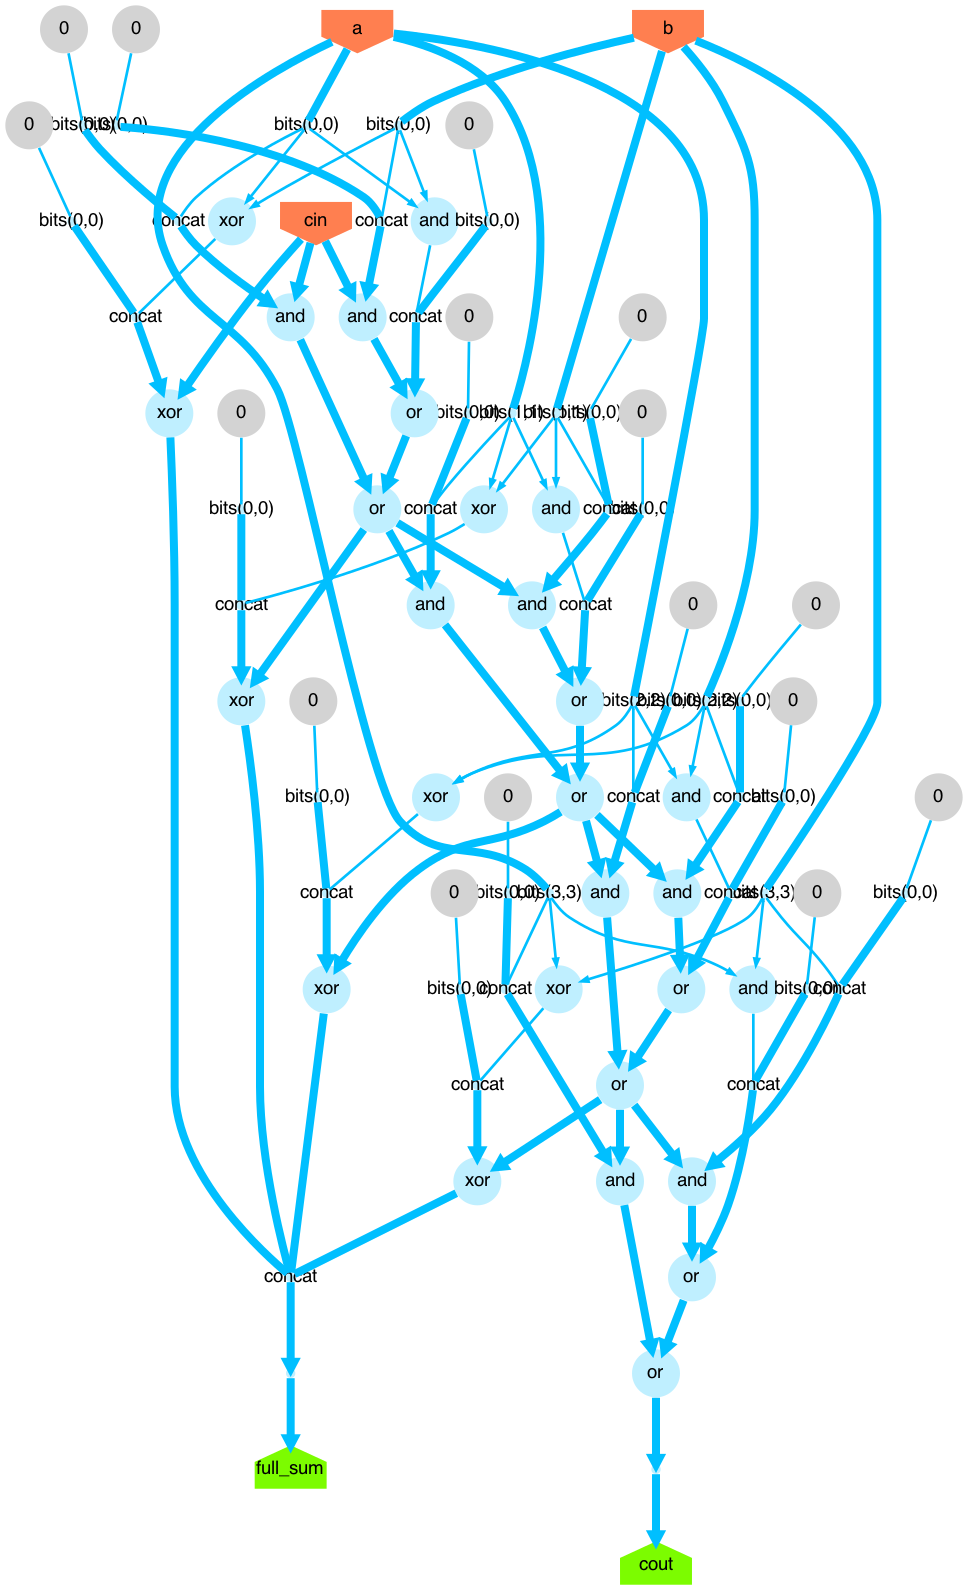 0 0 a b
0 bits(0,0) bits(0,0) bits(0,0) bits(0,0) 0
bits(0,0) concat xor cin concat and bits(0,0)
concat and and concat 0 0
xor 0 or bits(0,0) bits(1,1) bits(1,1) bits(0,0) 0
bits(0,0) or concat xor and concat bits(0,0)
concat and and concat 0 0
xor 0 or bits(2,2) bits(0,0) bits(2,2) bits(0,0) 0
bits(0,0) xor 0 or concat and concat bits(0,0) 0
concat 0 bits(0,0) bits(3,3) and and concat bits(3,3) 0 bits(0,0)
xor bits(0,0) concat xor or and bits(0,0) concat
concat or concat
xor and and
concat or
or
full_sum
cout